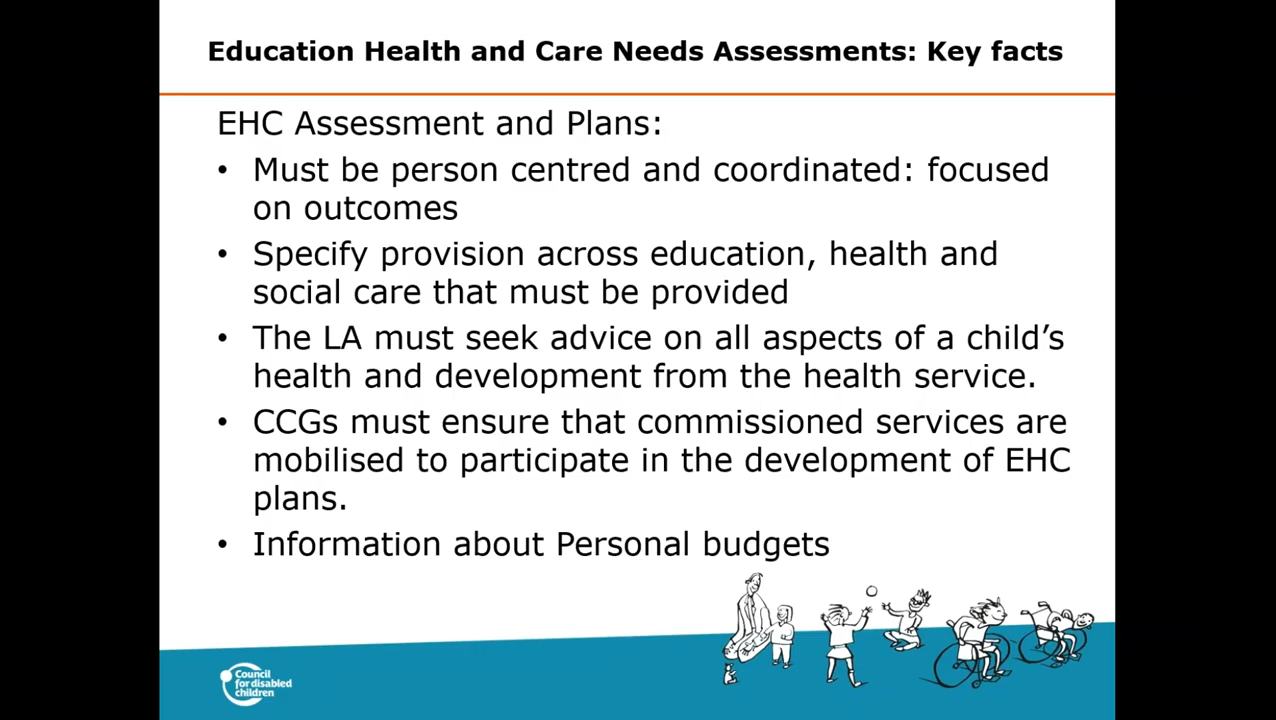 Education Health and Care Needs Assessments: Key facts
EHC Assessment and Plans:
• Must be person centred and coordinated: focused
on outcomes
• Specify provision across education, health and
social care that must be provided
• The LA must seek advice on all aspects of a child’s
health and development from the health service.
• CCGs must ensure that commissioned services are
mobilised to participate in the development of EHC
plans.
• Information about Personal budgets
Council
for disabled
children